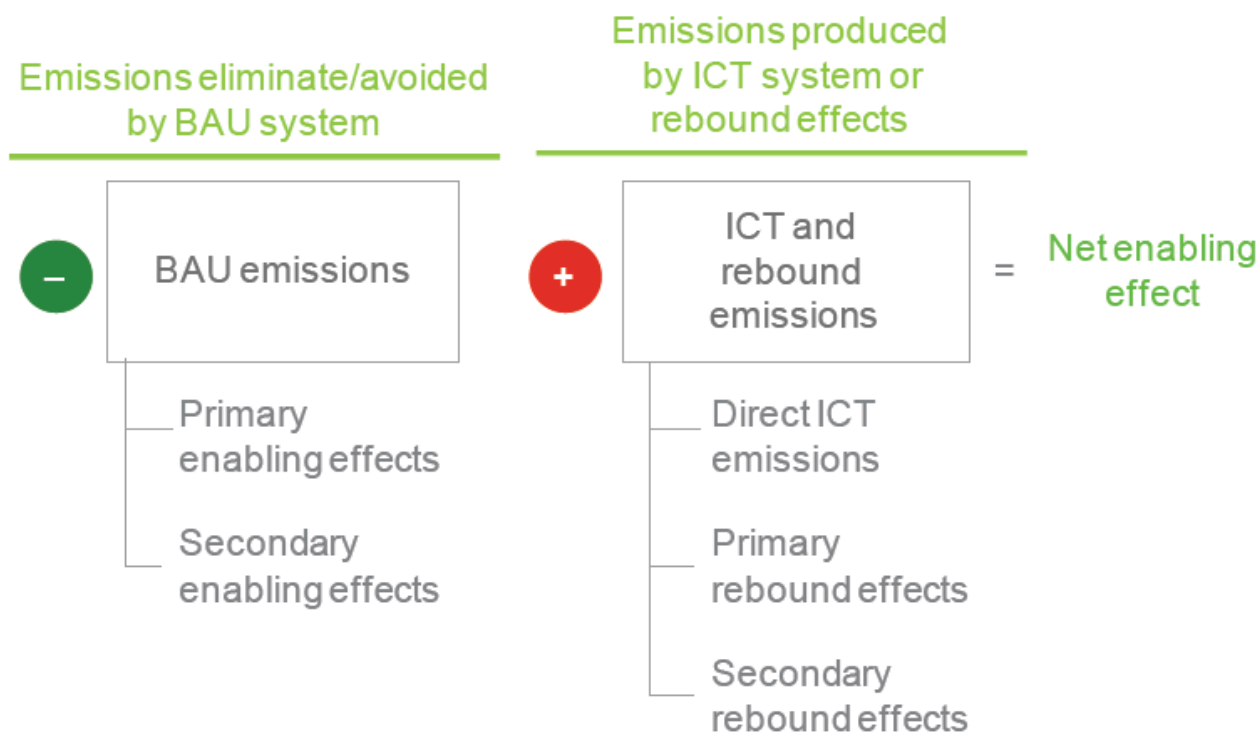 Emissions eliminate/avoided
by BAU system
Emissions produced
by ICT system or
rebound effects
–
BAU emissions
+
ICT and
rebound
emissions
=
Net enabling
effect
Primary
enabling effects
Secondary
enabling effects
Direct ICT
emissions
Primary
rebound effects
Secondary
rebound effects